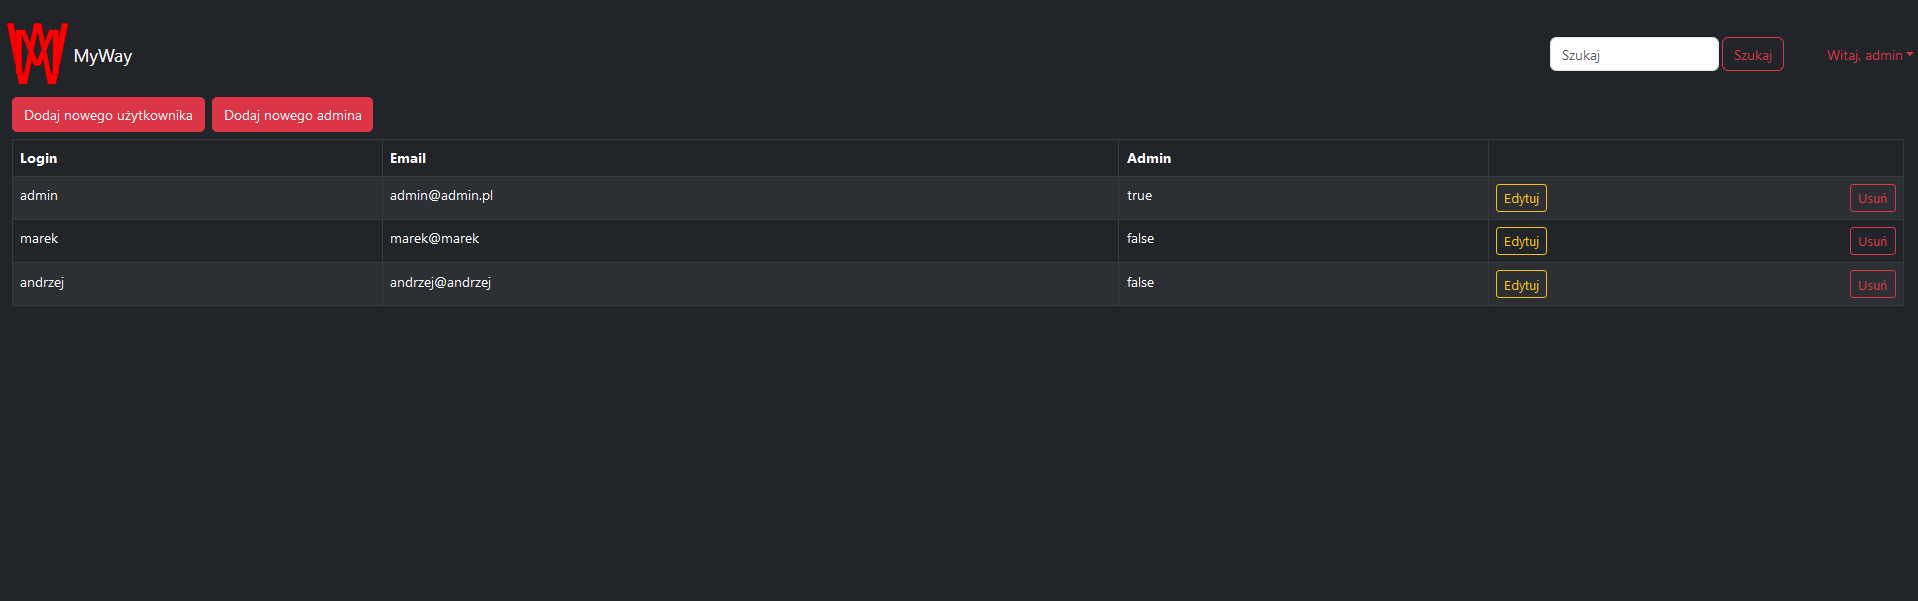 MyWay
Szukaj Szukaj Witaj, admin
Dodaj nowego użytkownika Dodaj nowego admina
Login Email Admin
admin admin@admin.pl true Edytuj Usuń
marek marek@marek false Edytuj Usuń
andrzej andrzej@andrzej false Edytuj Usuń